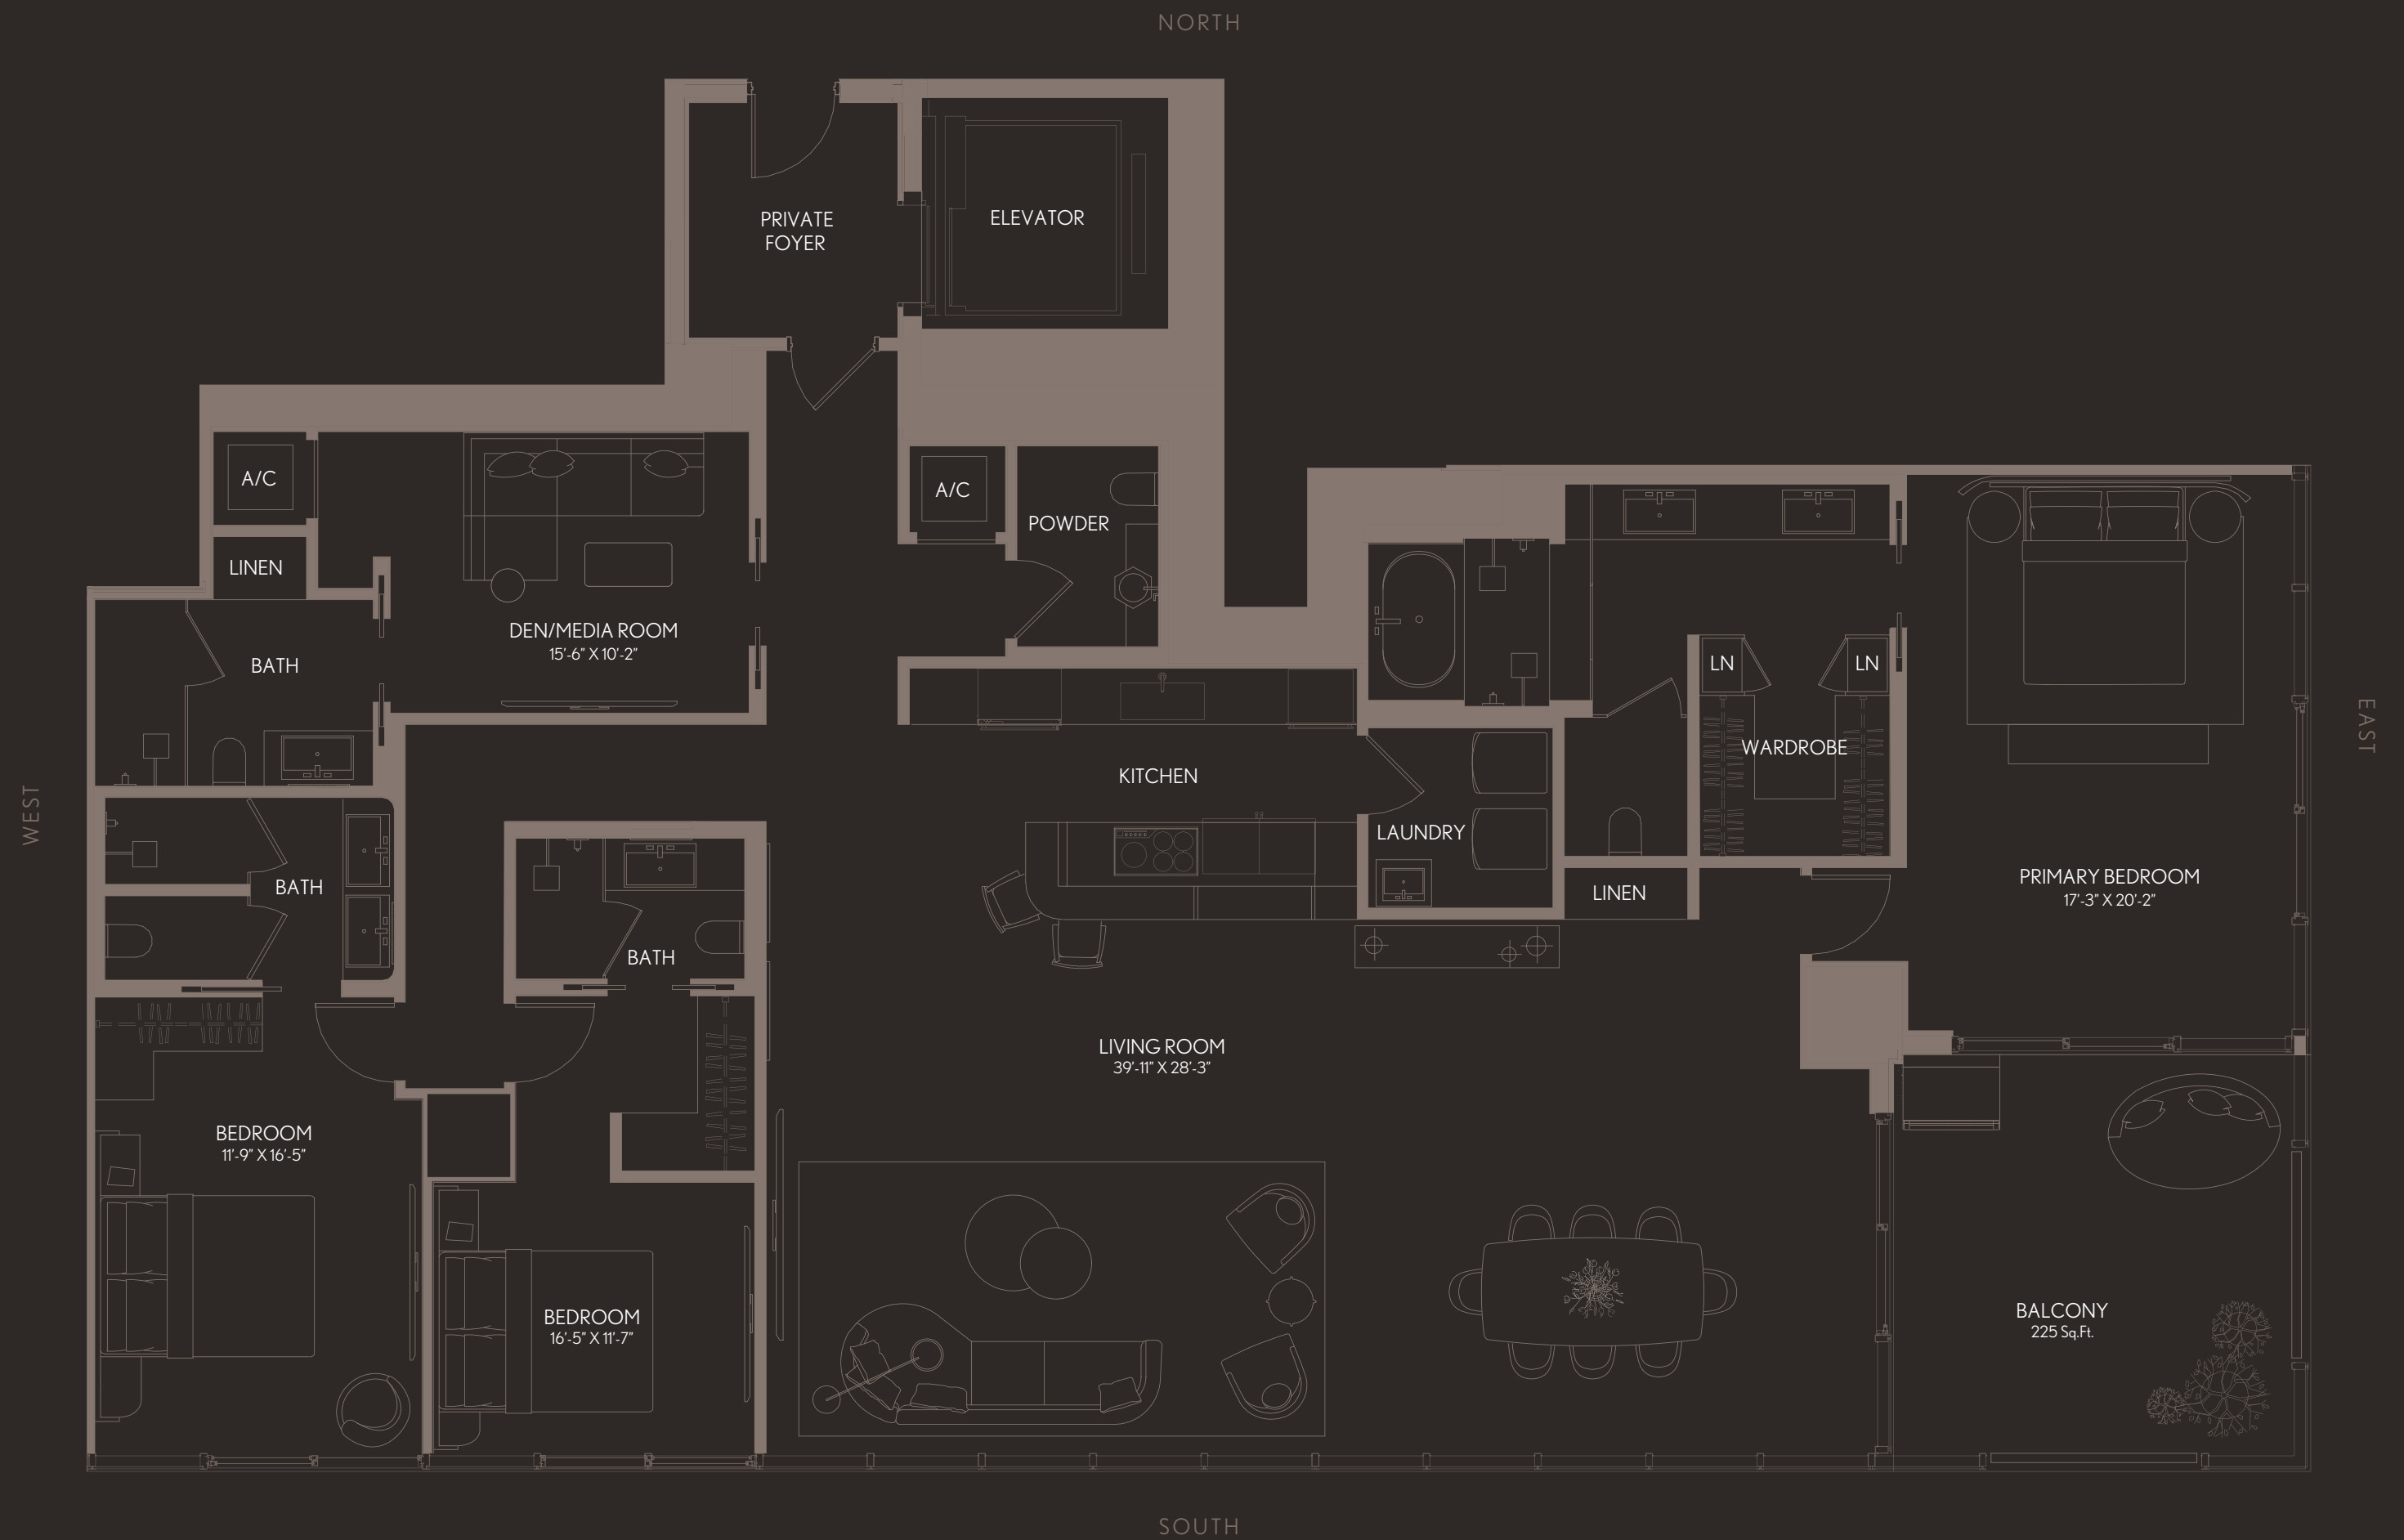 NORTH
PRIVATE
FOYER
ELEVATOR
A/C
A/C
POWDER
LINEN
DEN/MEDIA ROOM
15'-6" X 10'-2"
BATH
LN
LN
WARDROBE
EAST
WEST
KITCHEN
LAUNDRY
PRIMARY BEDROOM
17'-3" X 20'-2"
BATH
LINEN
BATH
LIVING ROOM
39'-11" X 28'-3"
BEDROOM
11'-9" X 16'-5"
BEDROOM
16'-5" X 11'-7"
BALCONY
225 Sq.Ft.
SOUTH